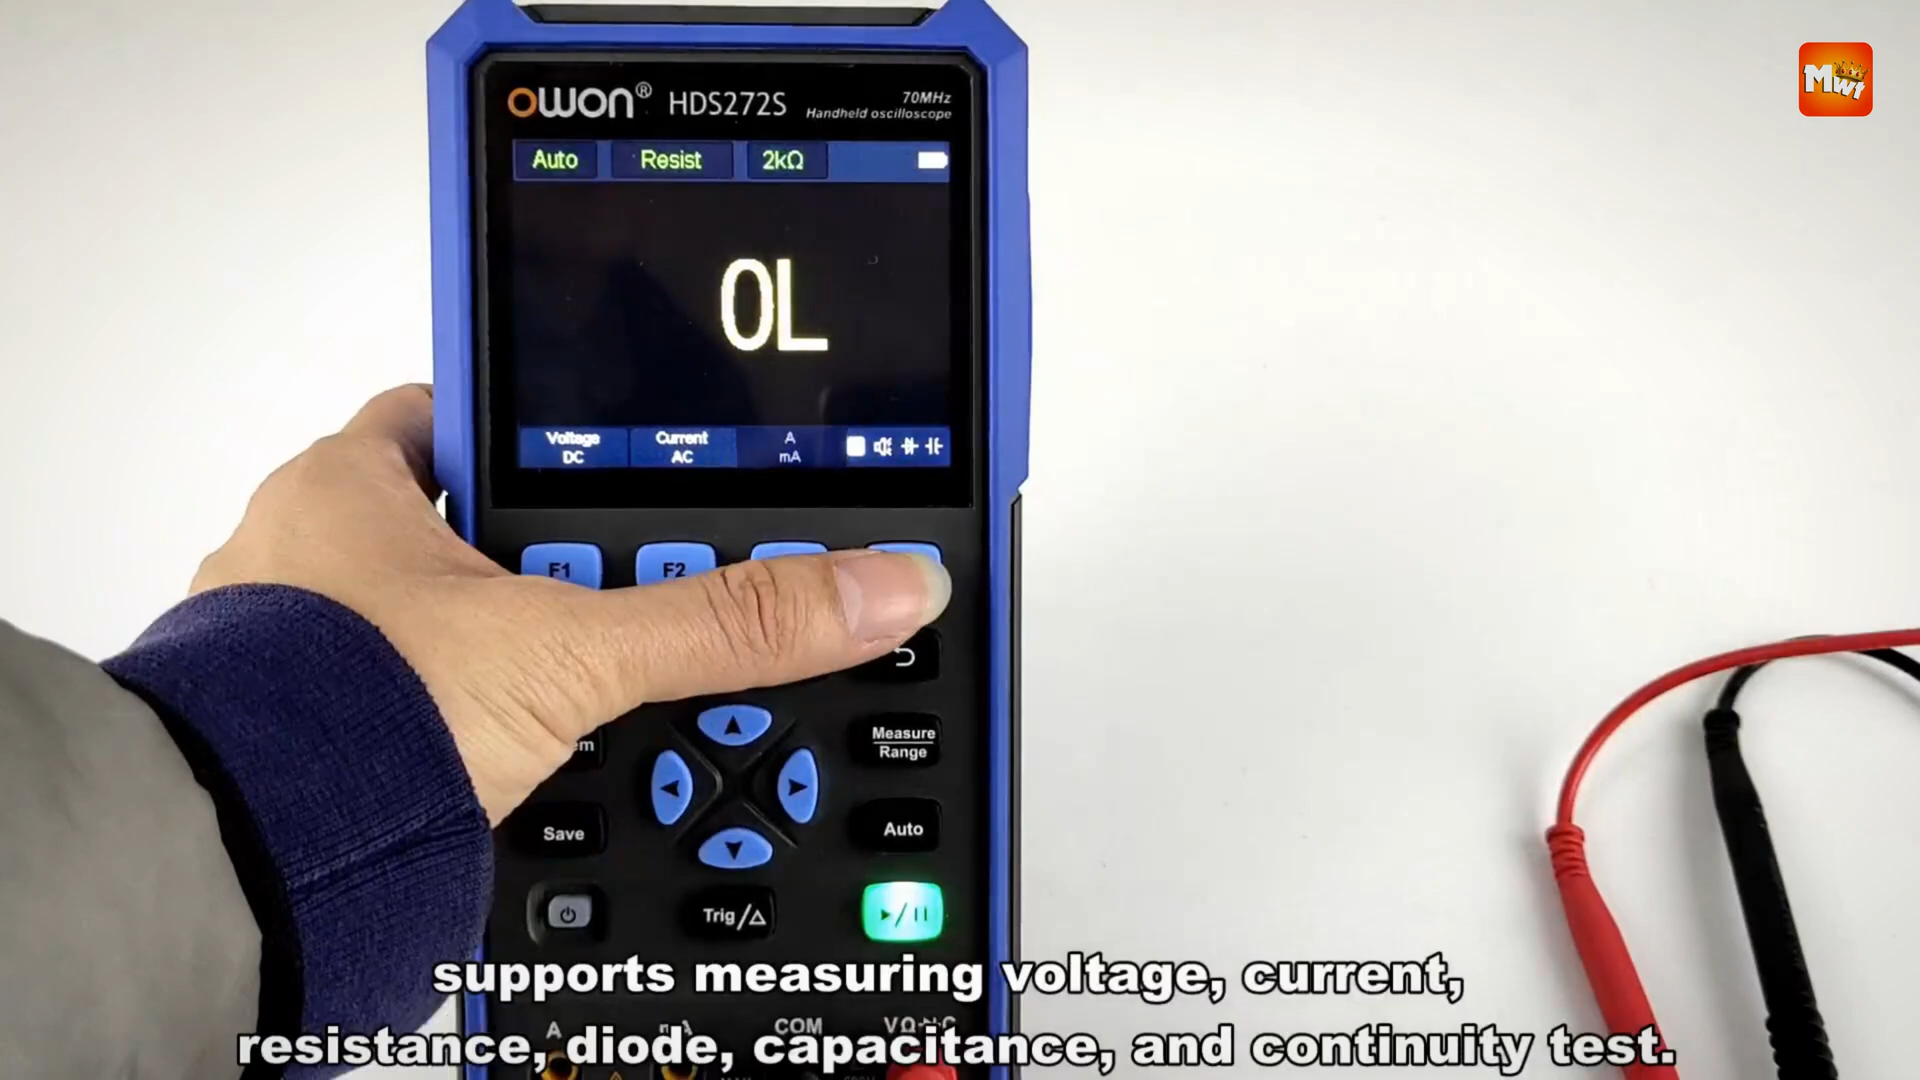 OWON® HDS272S
70MHz
Handheld oscilloscope
Mwt
Auto Resist 2kΩ
OL
Voltage
DC
Current
AC
A
mA
F1 F2
Measure
Range
Save
Auto
Trig/△
supports measuring voltage, current,
A COM
resistance, diode, capacitance, and continuity test.